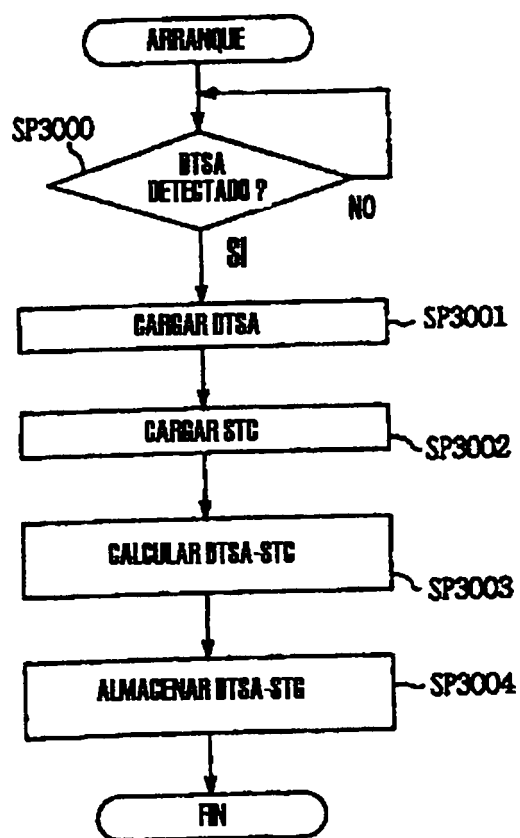 ARRANQUE
SP3000
DTSA
DETECTADO ?
NO
SI
CARGAR DTSA
SP3001
CARGAR STC
SP3002
CALCULAR DTSA-STC
SP3003
ALMACENAR DTSA-STC
SP3004
FIN